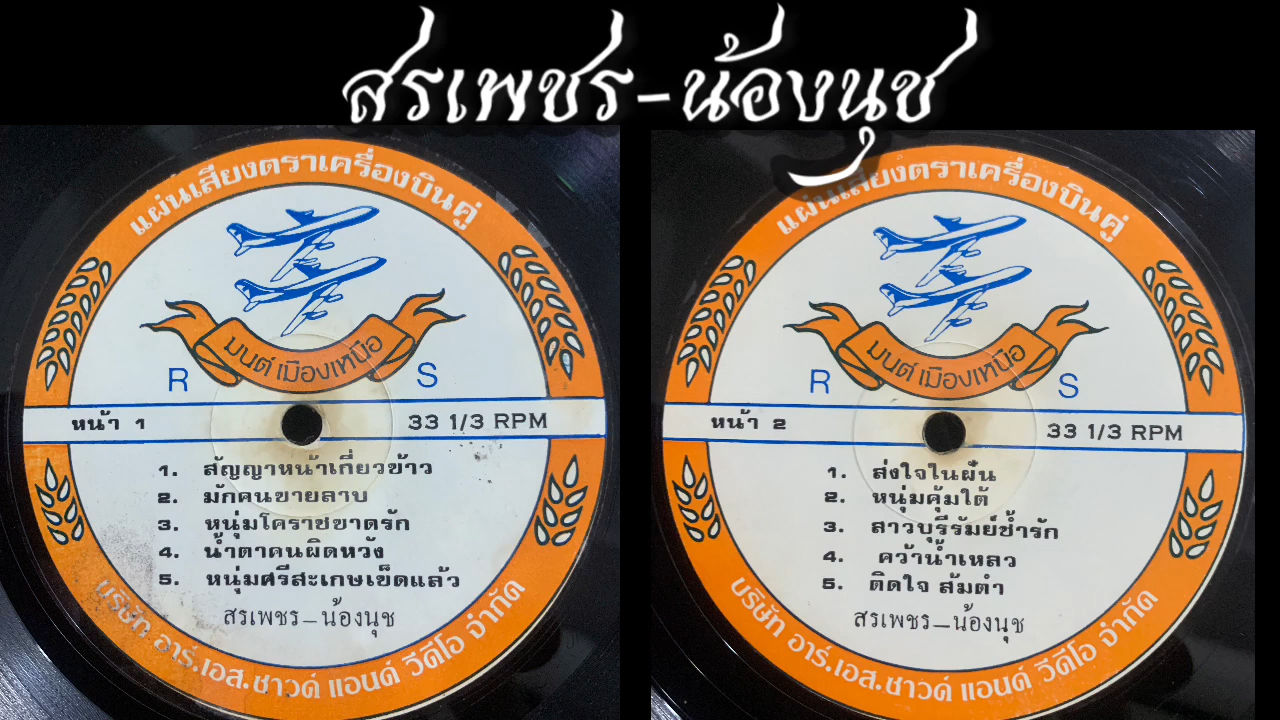 สรเพชร-น้องนุช
แผ่นเสียงตราเครื่องบินคู่
มนต์เมืองเหนือ
R S
หน้า 1 33 1/3 RPM
1. สัญญาหน้าเกี่ยวข้าว
2. มักคนขายลาบ
3. หนุ่มโคราชขาดรัก
4. น้ำตาคนผิดหวัง
5. หนุ่มศรีสะเกษเข็ดแล้ว
สรเพชร–น้องนุช
บริษัท อาร์.เอส.ซาวด์ แอนด์ วีดีโอ จำกัด
แผ่นเสียงตราเครื่องบินคู่
มนต์เมืองเหนือ
R S
หน้า 2 33 1/3 RPM
1. ส่งใจในฝัน
2. หนุ่มคุ้มใต้
3. สาวบุรีรัมย์ช้ำรัก
4. คว้าน้ำเหลว
5. ติดใจ ส้มตำ
สรเพชร–น้องนุช
บริษัท อาร์.เอส.ซาวด์ แอนด์ วีดีโอ จำกัด